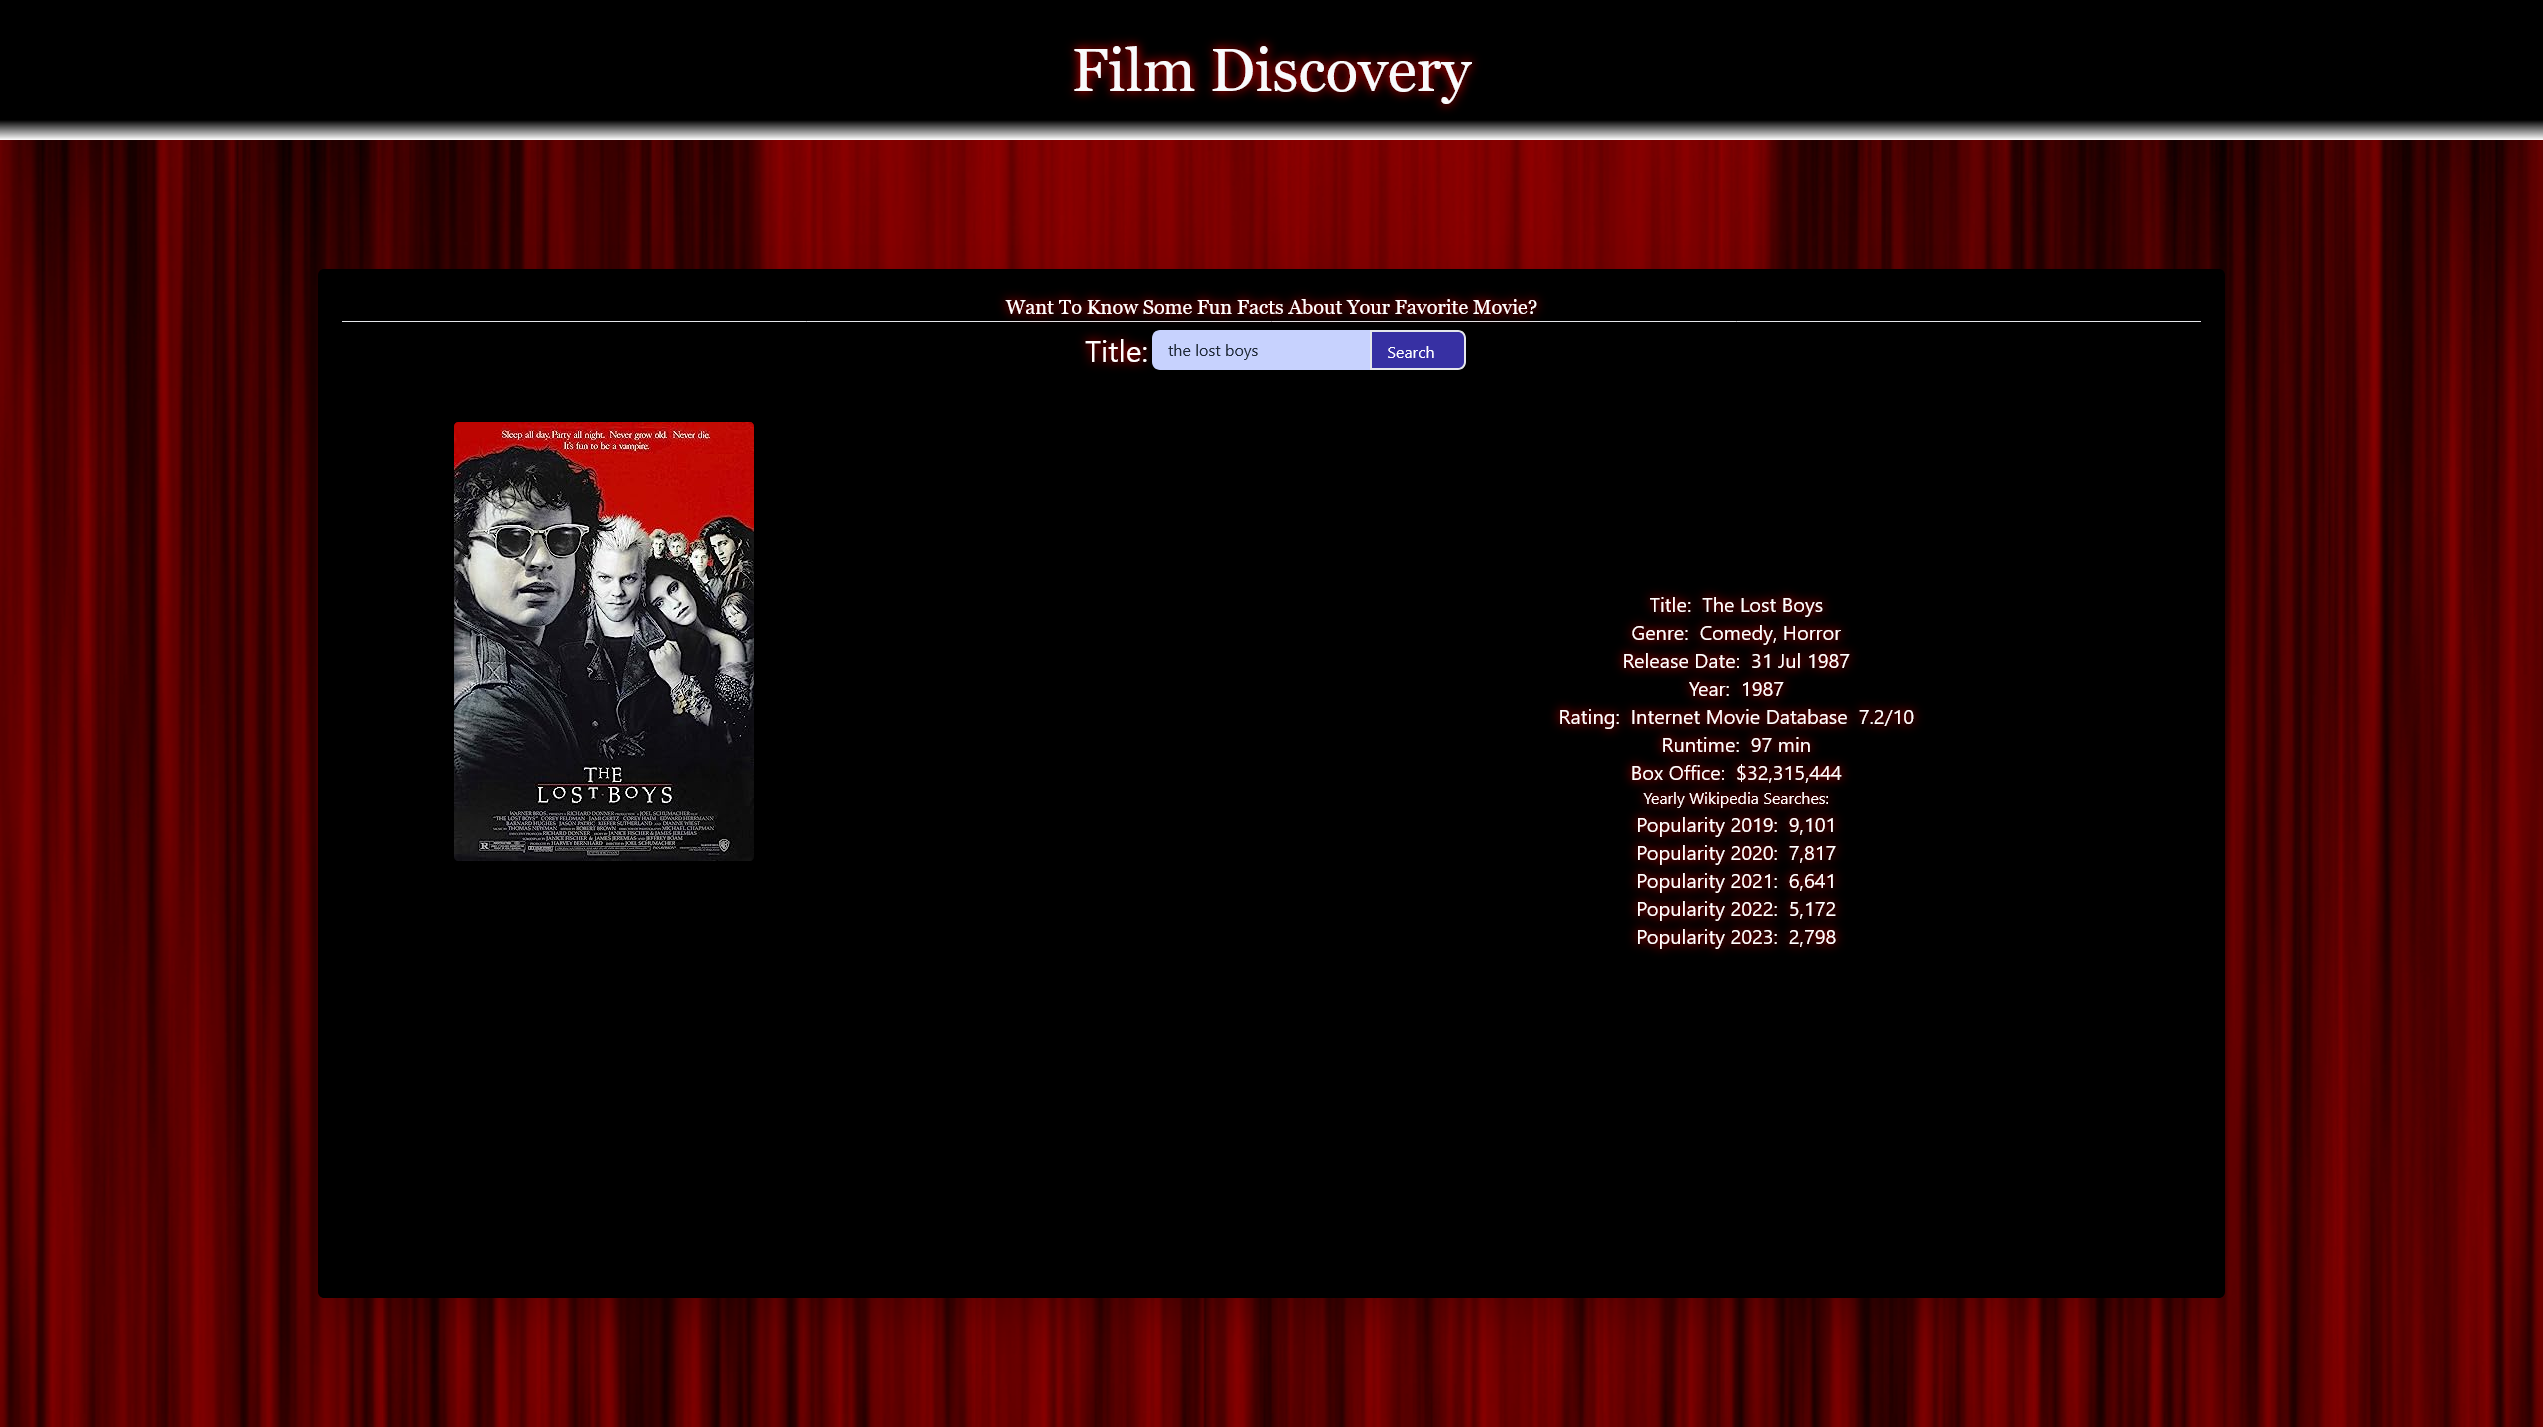 Film Discovery
Want To Know Some Fun Facts About Your Favorite Movie?
Title: the lost boys Search
Sleep all day. Party all night. Never grow old. Never die.
It's fun to be a vampire.
THE
LOST BOYS
Title: The Lost Boys
Genre: Comedy, Horror
Release Date: 31 Jul 1987
Year: 1987
Rating: Internet Movie Database 7.2/10
Runtime: 97 min
Box Office: $32,315,444
Yearly Wikipedia Searches:
Popularity 2019: 9,101
Popularity 2020: 7,817
Popularity 2021: 6,641
Popularity 2022: 5,172
Popularity 2023: 2,798